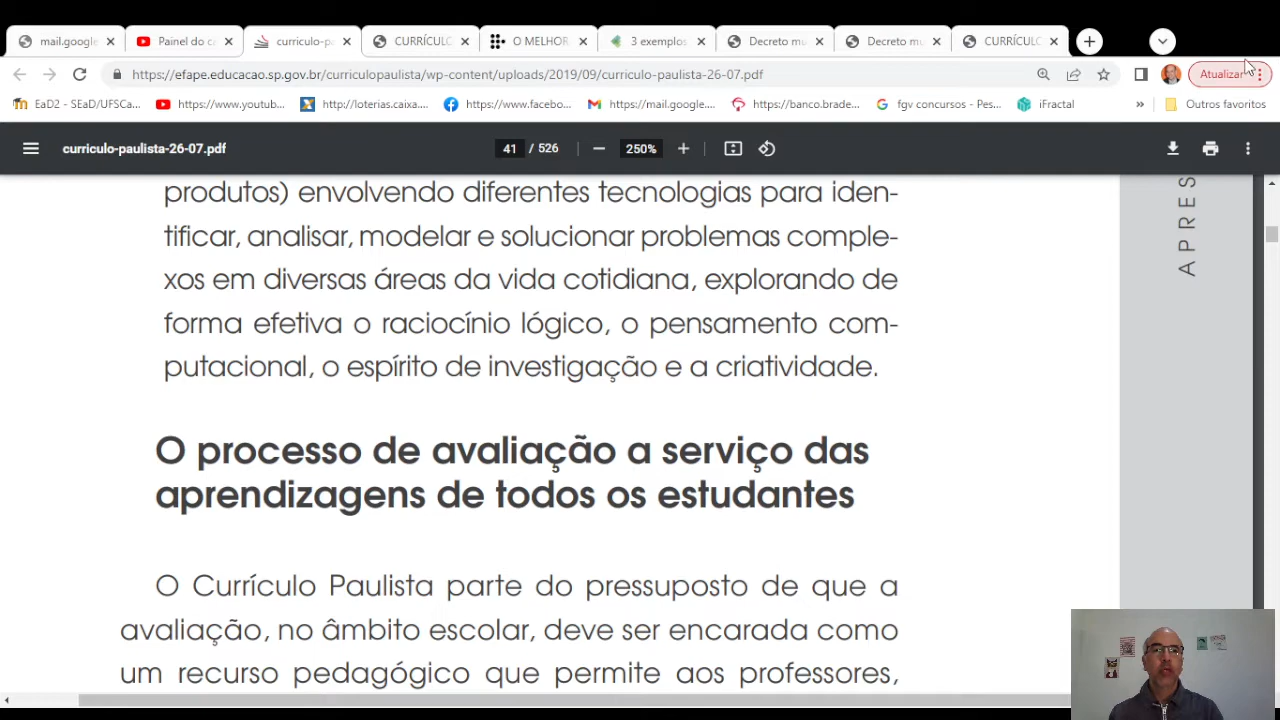 mail.google
Painel do ca
curriculo-pa
CURRÍCULO
O MELHOR
3 exemplos
Decreto mu
Decreto mu
CURRÍCULO
https://efape.educacao.sp.gov.br/curriculopaulista/wp-content/uploads/2019/09/curriculo-paulista-26-07.pdf
Atualizar
EaD2 - SEaD/UFSCa...
https://www.youtub...
http://loterias.caixa....
https://www.facebo...
https://mail.google....
https://banco.brade...
fgv concursos - Pes...
iFractal
»
Outros favoritos
curriculo-paulista-26-07.pdf
41 / 526
250%
produtos) envolvendo diferentes tecnologias para iden-
tificar, analisar, modelar e solucionar problemas comple-
xos em diversas áreas da vida cotidiana, explorando de
forma efetiva o raciocínio lógico, o pensamento com-
putacional, o espírito de investigação e a criatividade.
APRES
O processo de avaliação a serviço das
aprendizagens de todos os estudantes
O Currículo Paulista parte do pressuposto de que a
avaliação, no âmbito escolar, deve ser encarada como
um recurso pedagógico que permite aos professores,